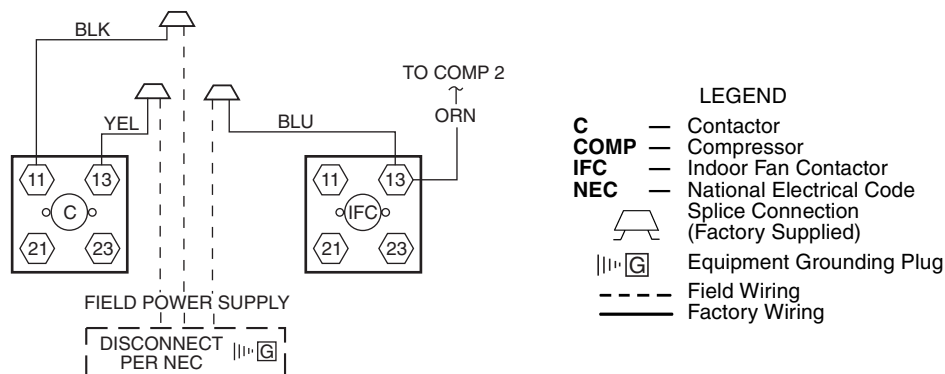 BLK
TO COMP 2
ORN
YEL
BLU
11
13
C
21
23
11
13
IFC
21
23
FIELD POWER SUPPLY
DISCONNECT
PER NEC
G
LEGEND
C — Contactor
COMP — Compressor
IFC — Indoor Fan Contactor
NEC — National Electrical Code
Splice Connection
(Factory Supplied)
G Equipment Grounding Plug
Field Wiring
Factory Wiring